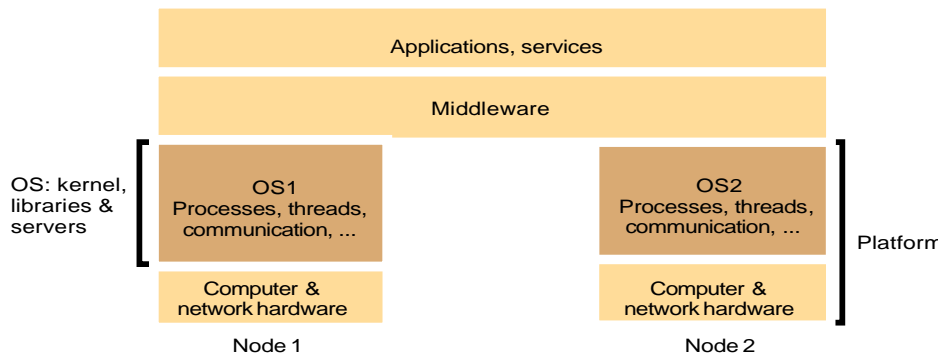 Applications, services
Middleware
OS: kernel,
libraries &
servers
OS1
Processes, threads,
communication, ...
OS2
Processes, threads,
communication, ...
Platform
Computer &
network hardware
Computer &
network hardware
Node 1
Node 2